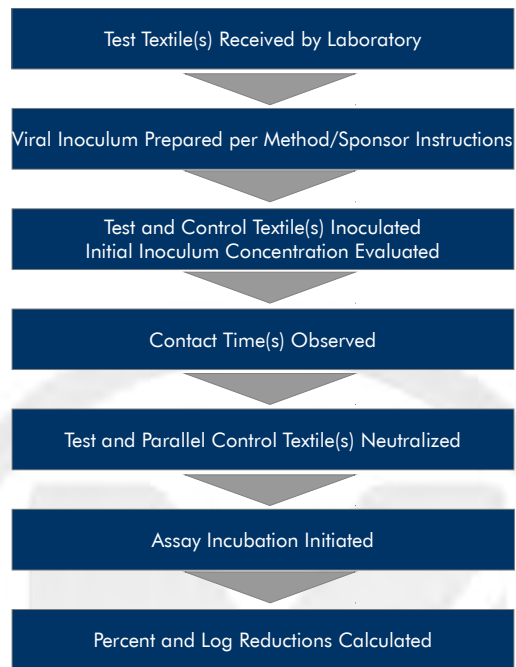 Test Textile(s) Received by Laboratory
Viral Inoculum Prepared per Method/Sponsor Instructions
Test and Control Textile(s) Inoculated
Initial Inoculum Concentration Evaluated
Contact Time(s) Observed
Test and Parallel Control Textile(s) Neutralized
Assay Incubation Initiated
Percent and Log Reductions Calculated